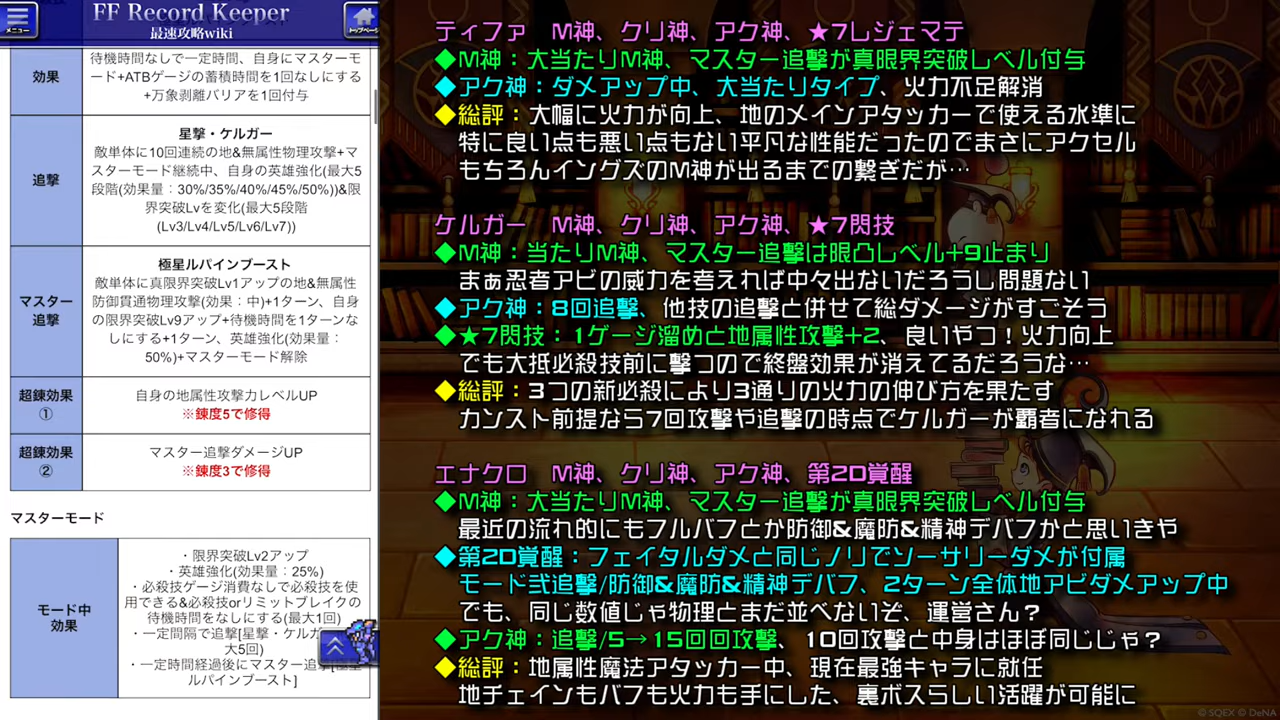 メニュー
FF Record Keeper
最速攻略wiki
トップページ
効果
待機時間なしで一定時間、自身にマスターモ
ード+ATBゲージの蓄積時間を1回なしにする
+万象剥離バリアを1回付与
追撃
星撃・ケルガー
敵単体に10回連続の地&無属性物理攻撃+マ
スターモード継続中、自身の英雄強化(最大5
段階(効果量：30%/35%/40%/45%/50%))&限
界突破Lvを変化(最大5段階
(Lv3/Lv4/Lv5/Lv6/Lv7))
マスター
追撃
極星ルパインブースト
敵単体に真限界突破Lv1アップの地&無属性
防御貫通物理攻撃(効果：中)+1ターン、自身
の限界突破Lv9アップ+待機時間を1ターンな
しにする+1ターン、英雄強化(効果量：
50%)+マスターモード解除
超錬効果
①
自身の地属性攻撃力レベルUP
※錬度5で修得
超錬効果
②
マスター追撃ダメージUP
※錬度3で修得
マスターモード
モード中
効果
・限界突破Lv2アップ
・英雄強化(効果量：25%)
・必殺技ゲージ消費なしで必殺技を使
用できる&必殺技orリミットブレイクの
待機時間をなしにする(最大1回)
・一定間隔で追撃[星撃・ケルガ
大5回)
・一定時間経過後にマスター追
ルパインブースト]
ティファ　M神、クリ神、アク神、★7レジェマテ
◆M神：大当たりM神、マスター追撃が真限界突破レベル付与
◆アク神：ダメアップ中、大当たりタイプ、火力不足解消
◆総評：大幅に火力が向上、地のメインアタッカーで使える水準に
特に良い点も悪い点もない平凡な性能だったのでまさにアクセル
もちろんイングズのM神が出るまでの繋ぎだが…
ケルガー　M神、クリ神、アク神、★7閃技
◆M神：当たりM神、マスター追撃は限凸レベル+9止まり
まぁ忍者アビの威力を考えれば中々出ないだろうし問題ない
◆アク神：8回追撃、他技の追撃と併せて総ダメージがすごそう
◆★7閃技：1ゲージ溜めと地属性攻撃+2、良いやつ！火力向上
でも大抵必殺技前に撃つので終盤効果が消えてるだろうな…
◆総評：3つの新必殺により3通りの火力の伸び方を果たす
カンスト前提なら7回攻撃や追撃の時点でケルガーが覇者になれる
エナクロ　M神、クリ神、アク神、第2D覚醒
◆M神：大当たりM神、マスター追撃が真限界突破レベル付与
最近の流れ的にもフルバフとか防御&魔防&精神デバフかと思いきや
◆第2D覚醒：フェイタルダメと同じノリでソーサリーダメが付属
モード弐追撃/防御&魔防&精神デバフ、2ターン全体地アビダメアップ中
でも、同じ数値じゃ物理とまだ並べないぞ、運営さん？
◆アク神：追撃/5→15回回攻撃、10回攻撃と中身はほぼ同じじゃ？
◆総評：地属性魔法アタッカー中、現在最強キャラに就任
地チェインもバフも火力も手にした、裏ボスらしい活躍が可能に
© SQEX © DeNA